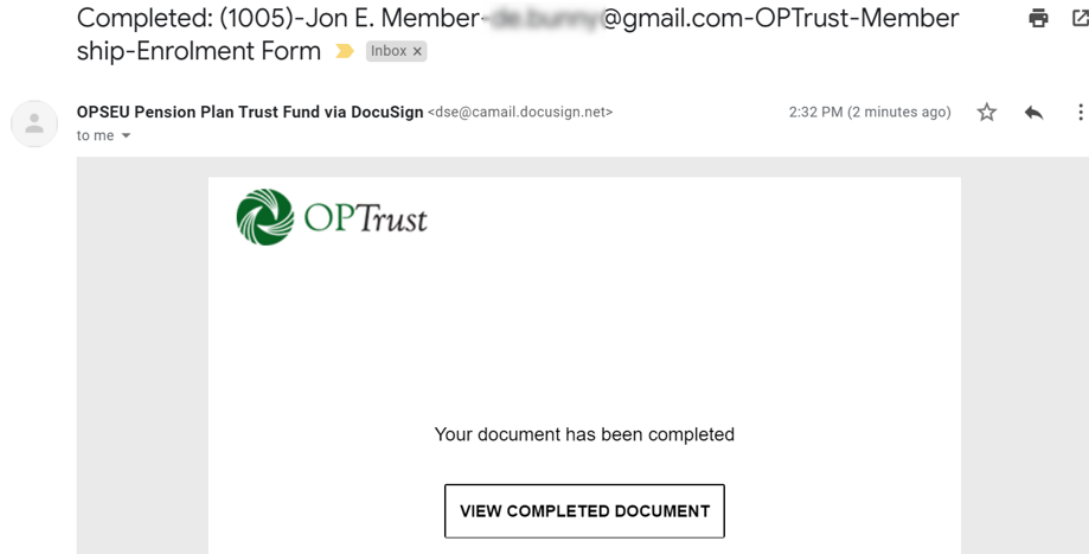 Completed: (1005)-Jon E. Member- @gmail.com-OPTrust-Member
ship-Enrolment Form Inbox x
OPSEU Pension Plan Trust Fund via DocuSign <dse@camail.docusign.net> 2:32 PM (2 minutes ago)
to me
OPTrust
Your document has been completed
VIEW COMPLETED DOCUMENT